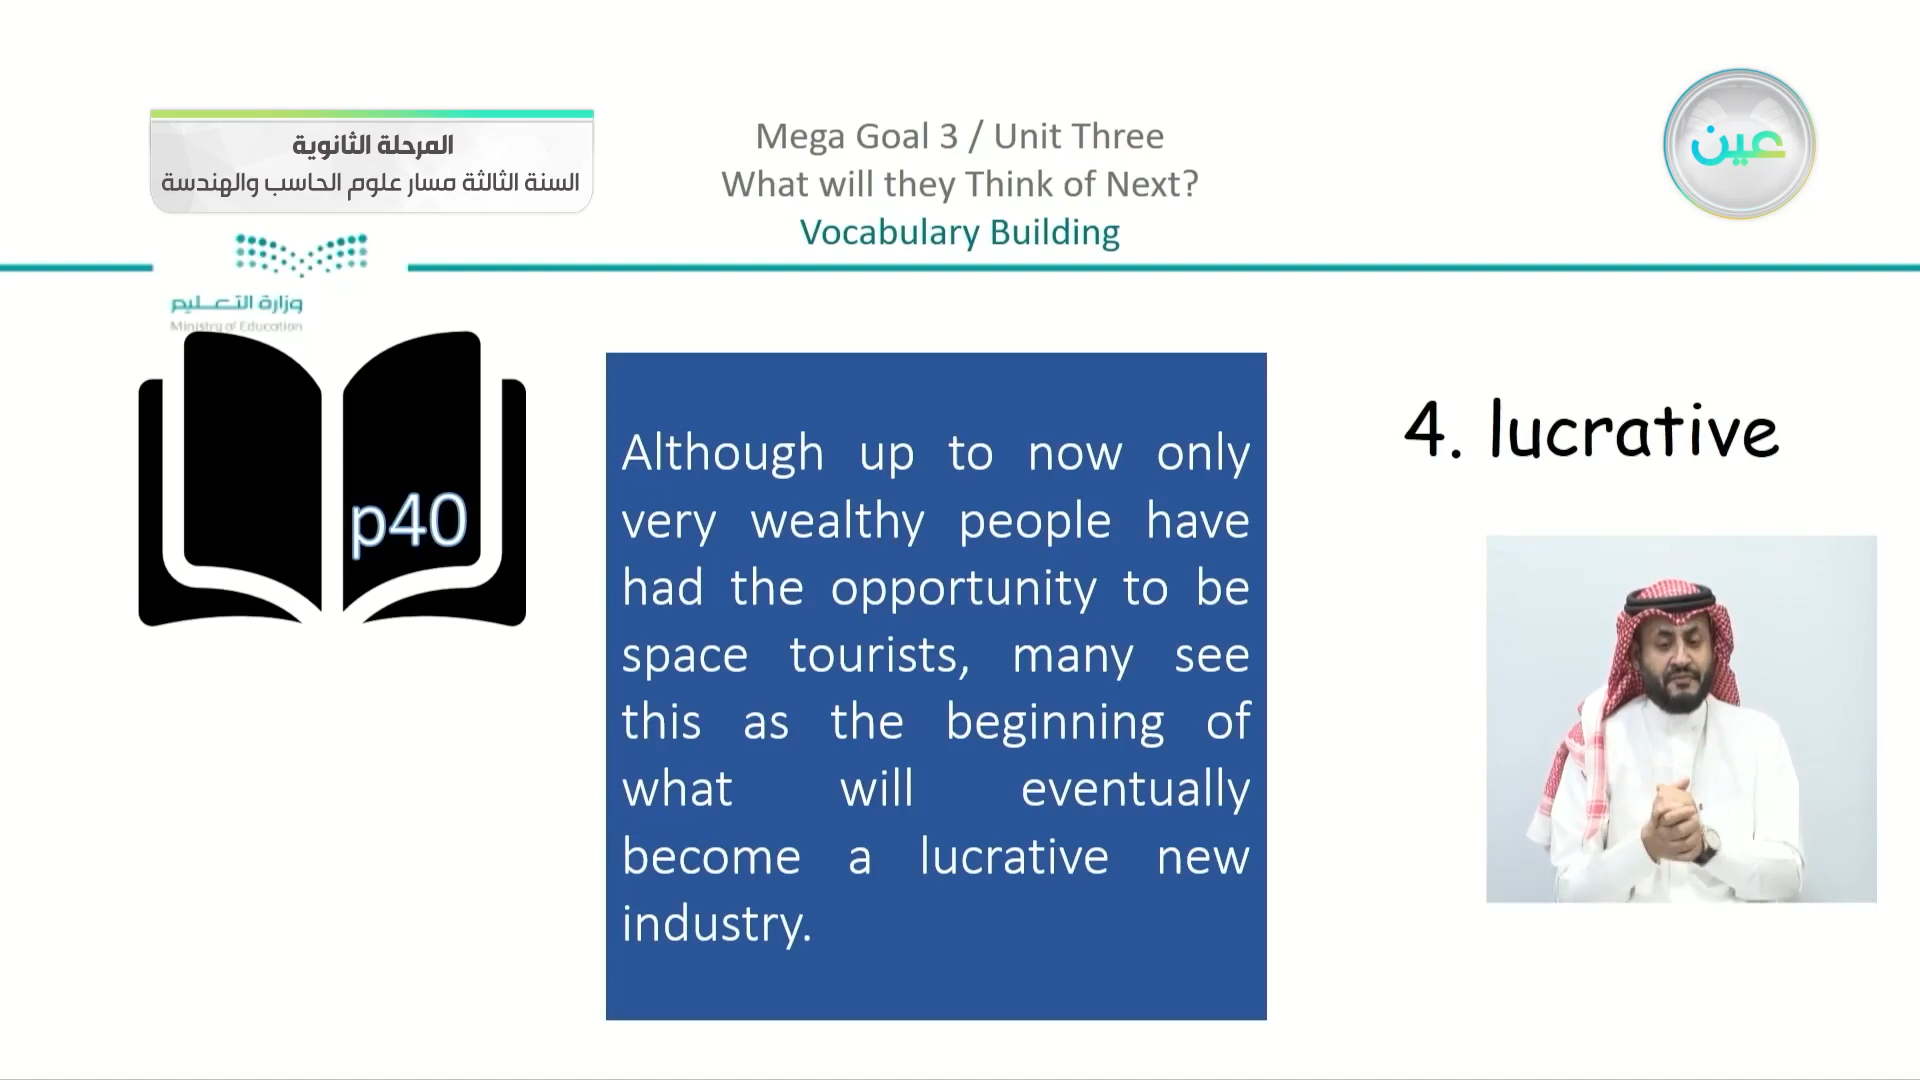 المرحلة الثانوية
السنة الثالثة مسار علوم الحاسب والهندسة
Mega Goal 3 / Unit Three
What will they Think of Next?
Vocabulary Building
عين
وزارة التعليم
Ministry of Education
p40
Although up to now only
very wealthy people have
had the opportunity to be
space tourists, many see
this as the beginning of
what will eventually
become a lucrative new
industry.
4. lucrative